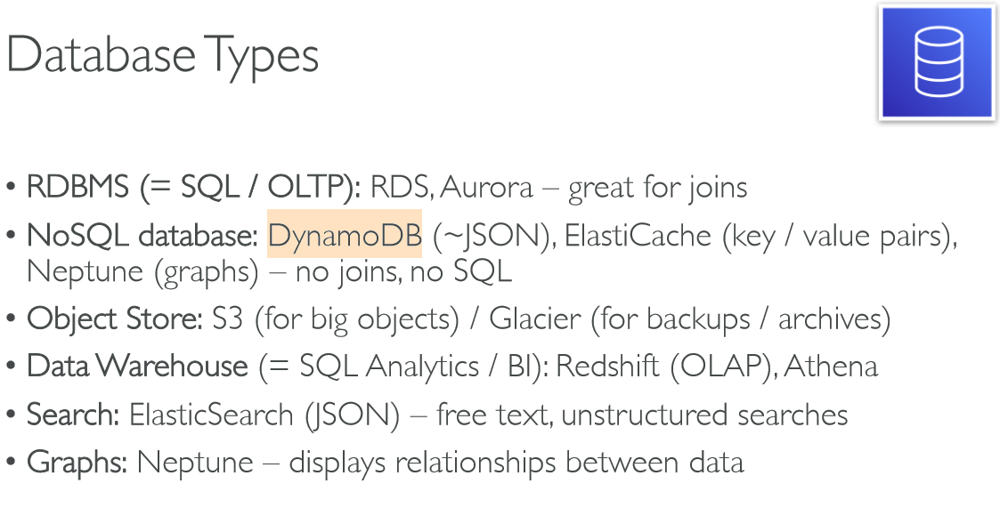 Database Types
• RDBMS (= SQL / OLTP): RDS, Aurora – great for joins
• NoSQL database: DynamoDB (~JSON), ElastiCache (key / value pairs),
Neptune (graphs) – no joins, no SQL
• Object Store: S3 (for big objects) / Glacier (for backups / archives)
• Data Warehouse (= SQL Analytics / BI): Redshift (OLAP), Athena
• Search: ElasticSearch (JSON) – free text, unstructured searches
• Graphs: Neptune – displays relationships between data